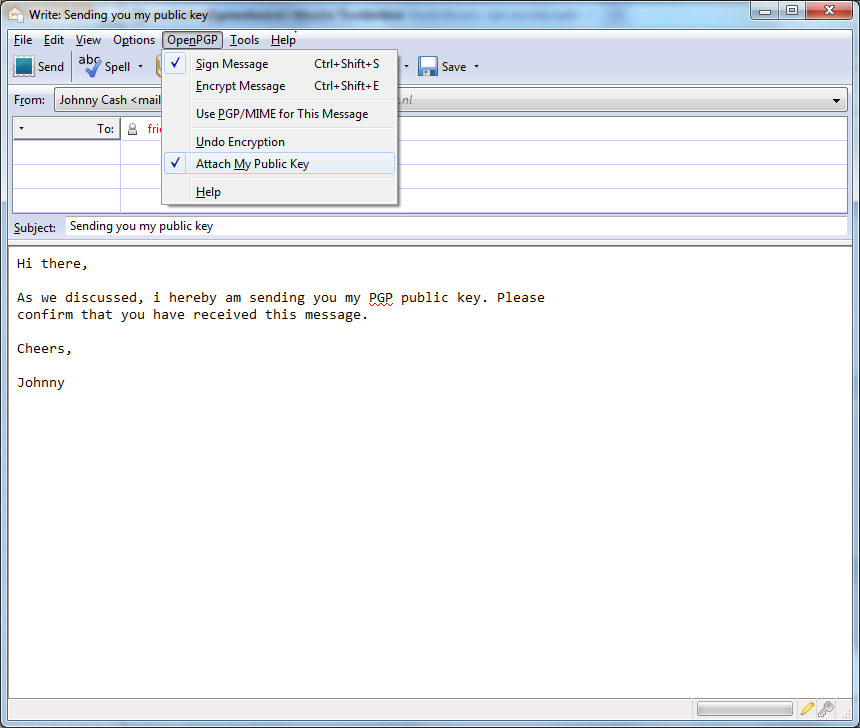 Write: Sending you my public key
File Edit View Options OpenPGP Tools Help
Send Spell Save
From: Johnny Cash <mail .nl
To: frie
Sign Message Ctrl+Shift+S
Encrypt Message Ctrl+Shift+E
Use PGP/MIME for This Message
Undo Encryption
Attach My Public Key
Help
Subject: Sending you my public key
Hi there,
As we discussed, i hereby am sending you my PGP public key. Please
confirm that you have received this message.
Cheers,
Johnny